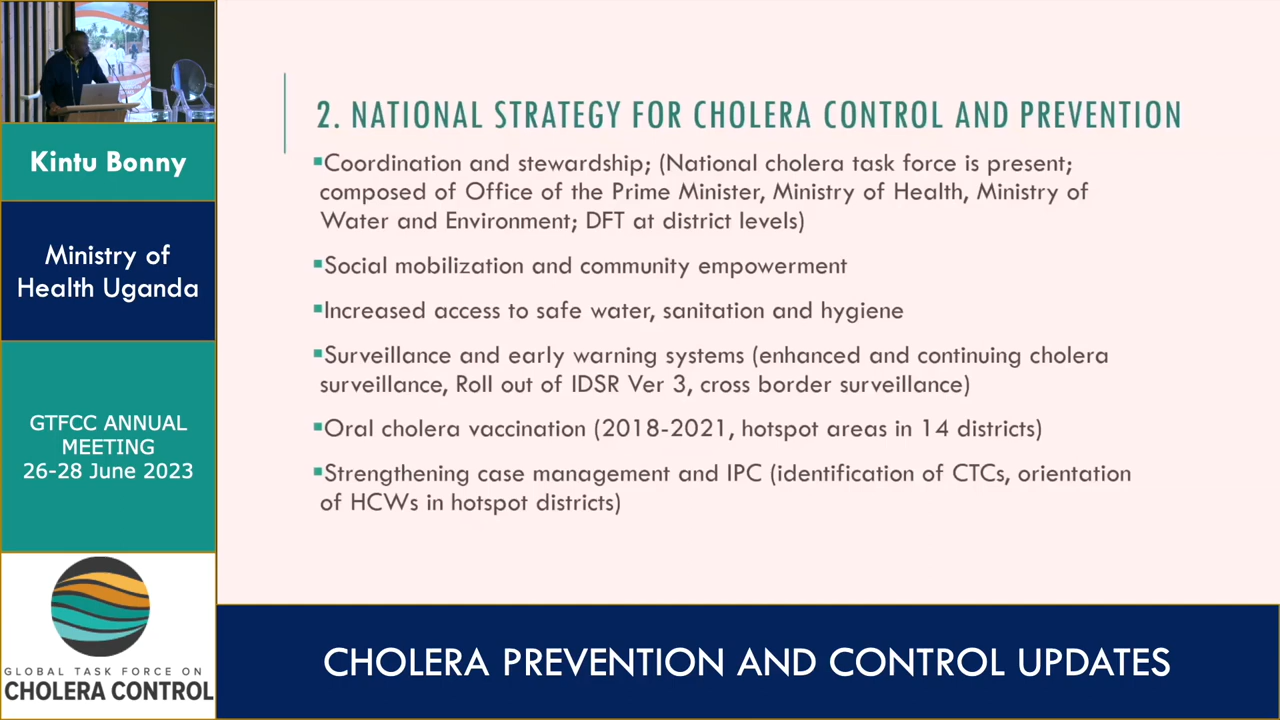 Kintu Bonny
Ministry of
Health Uganda
GTFCC ANNUAL
MEETING
26-28 June 2023
GLOBAL TASK FORCE ON
CHOLERA CONTROL
2. NATIONAL STRATEGY FOR CHOLERA CONTROL AND PREVENTION
▪Coordination and stewardship; (National cholera task force is present;
composed of Office of the Prime Minister, Ministry of Health, Ministry of
Water and Environment; DFT at district levels)
▪Social mobilization and community empowerment
▪Increased access to safe water, sanitation and hygiene
▪Surveillance and early warning systems (enhanced and continuing cholera
surveillance, Roll out of IDSR Ver 3, cross border surveillance)
▪Oral cholera vaccination (2018-2021, hotspot areas in 14 districts)
▪Strengthening case management and IPC (identification of CTCs, orientation
of HCWs in hotspot districts)
CHOLERA PREVENTION AND CONTROL UPDATES